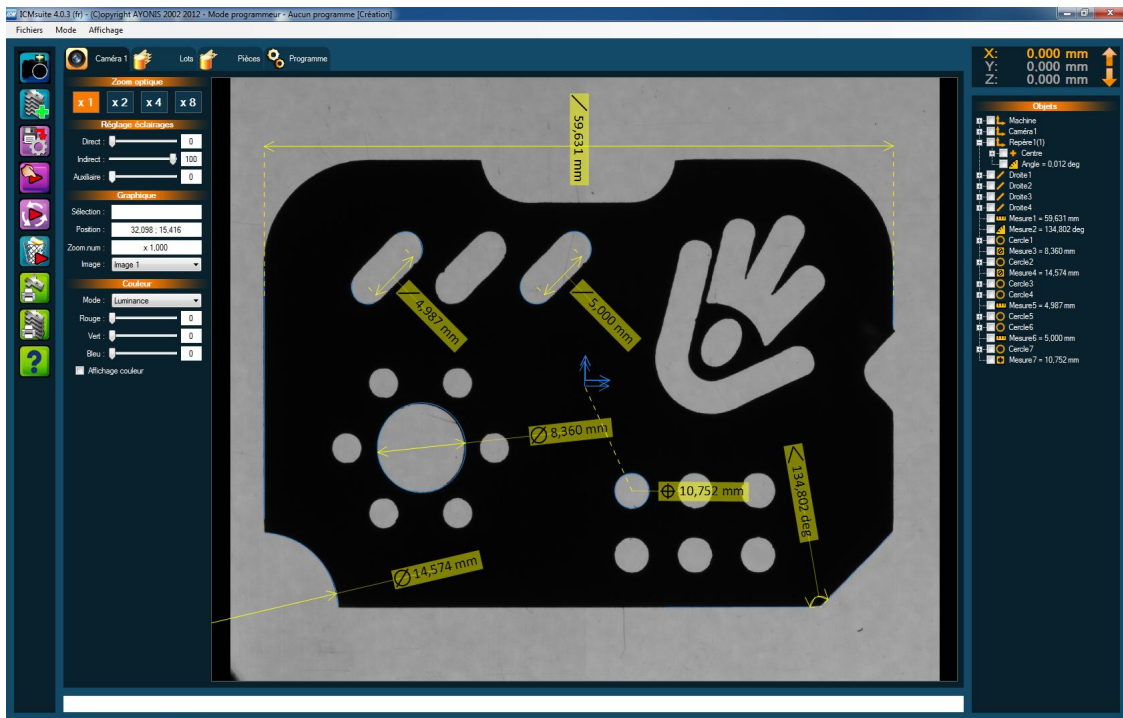 ICMsuite 4.0.3 (fr) - (C)opyright AYONIS 2002 2012 - Mode programmeur - Aucun programme [Création]
Fichiers Mode Affichage
Caméra 1 Lots Pièces Programme
Zoom optique
x 1 x 2 x 4 x 8
Réglage éclairages
Direct : 0
Indirect : 100
Auxiliaire : 0
Graphique
Sélection :
Position : 32,098 ; 15,416
Zoom.num : x 1,000
Image : Image 1
Couleur
Mode : Luminance
Rouge : 0
Vert : 0
Bleu : 0
Affichage couleur
59,631 mm
4,987 mm
5,000 mm
8,360 mm
10,752 mm
134,802 deg
14,574 mm
X: 0,000 mm
Y: 0,000 mm
Z: 0,000 mm
Objets
Machine
Caméra1
Repère1(1)
Centre
Angle = 0,012 deg
Droite1
Droite2
Droite3
Droite4
Mesure1 = 59,631 mm
Mesure2 = 134,802 deg
Cercle1
Mesure3 = 8,360 mm
Cercle2
Mesure4 = 14,574 mm
Cercle3
Cercle4
Mesure5 = 4,987 mm
Cercle5
Cercle6
Mesure6 = 5,000 mm
Cercle7
Mesure7 = 10,752 mm